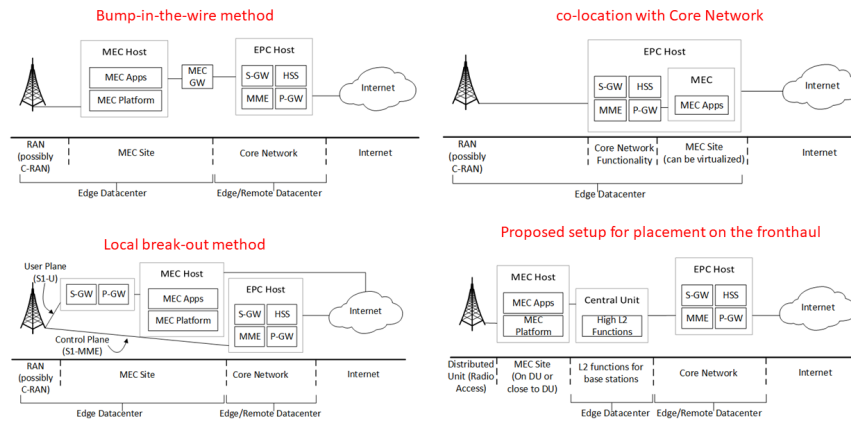 Bump-in-the-wire method
MEC Host
MEC Apps
MEC Platform
MEC
GW
EPC Host
S-GW
HSS
MME
P-GW
Internet
RAN
(possibly
C-RAN)
MEC Site
Core Network
Internet
Edge Datacenter
Edge/Remote Datacenter
co-location with Core Network
EPC Host
S-GW
HSS
MME
P-GW
MEC
MEC Apps
Internet
RAN
(possibly
C-RAN)
Core Network
Functionality
MEC Site
(can be virtualized)
Internet
Edge Datacenter
Local break-out method
User Plane
(S1-U)
S-GW
P-GW
MEC Host
MEC Apps
MEC Platform
EPC Host
S-GW
HSS
MME
P-GW
Internet
Control Plane
(S1-MME)
RAN
(possibly
C-RAN)
MEC Site
Core Network
Internet
Edge Datacenter
Edge/Remote Datacenter
Proposed setup for placement on the fronthaul
MEC Host
MEC Apps
MEC
Platform
Central Unit
High L2
Functions
EPC Host
S-GW
HSS
MME
P-GW
Internet
Distributed
Unit (Radio
Access)
MEC Site
(On DU or
close to DU)
L2 functions for
base stations
Core Network
Internet
Edge Datacenter
Edge/Remote Datacenter